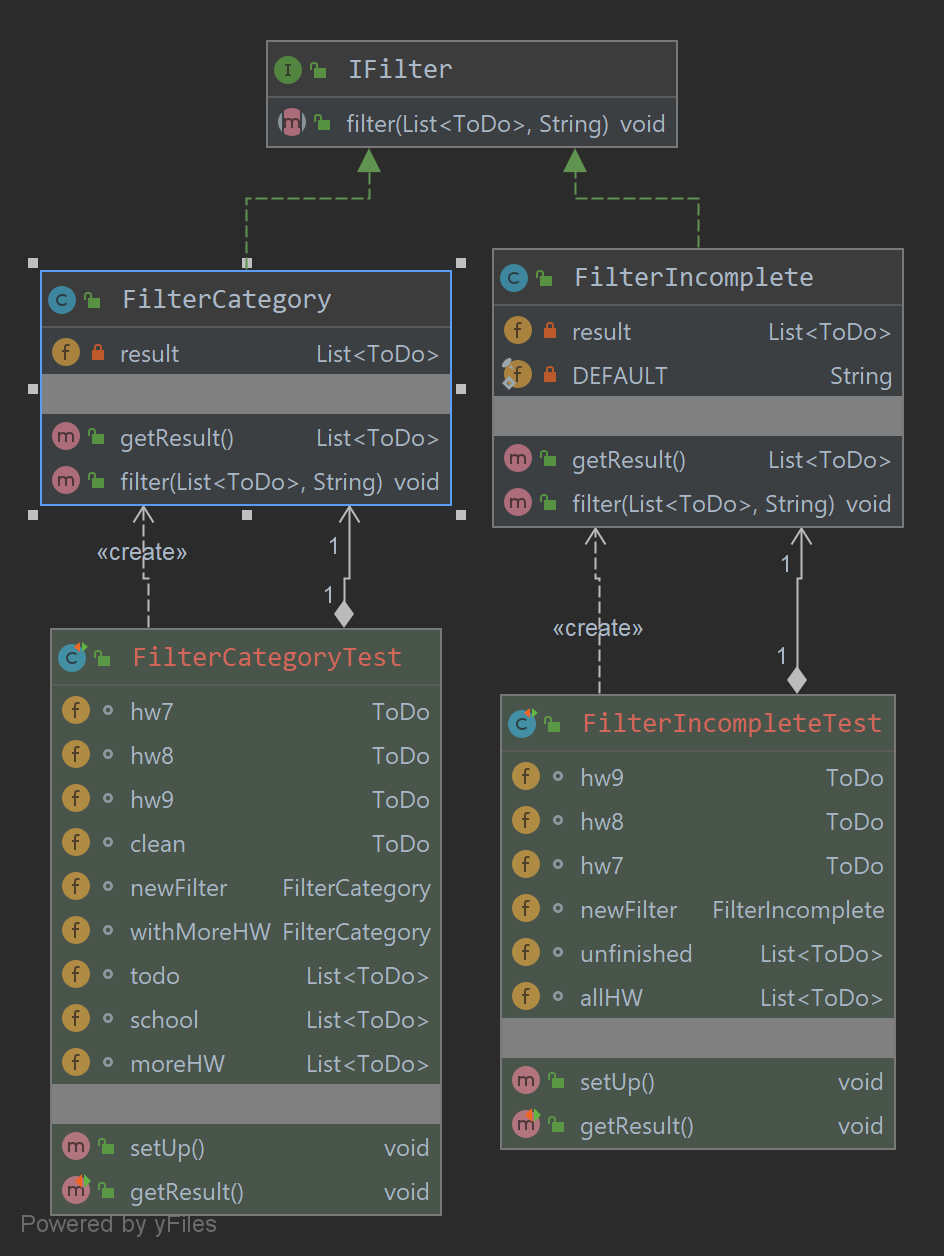 IFilter
filter(List<ToDo>, String) void
FilterCategory
result List<ToDo>
getResult() List<ToDo>
filter(List<ToDo>, String) void
FilterIncomplete
result List<ToDo>
DEFAULT String
getResult() List<ToDo>
filter(List<ToDo>, String) void
«create»
1
1
«create»
1
1
FilterCategoryTest
hw7 ToDo
hw8 ToDo
hw9 ToDo
clean ToDo
newFilter FilterCategory
withMoreHW FilterCategory
todo List<ToDo>
school List<ToDo>
moreHW List<ToDo>
setUp() void
getResult() void
FilterIncompleteTest
hw9 ToDo
hw8 ToDo
hw7 ToDo
newFilter FilterIncomplete
unfinished List<ToDo>
allHW List<ToDo>
setUp() void
getResult() void
Powered by yFiles